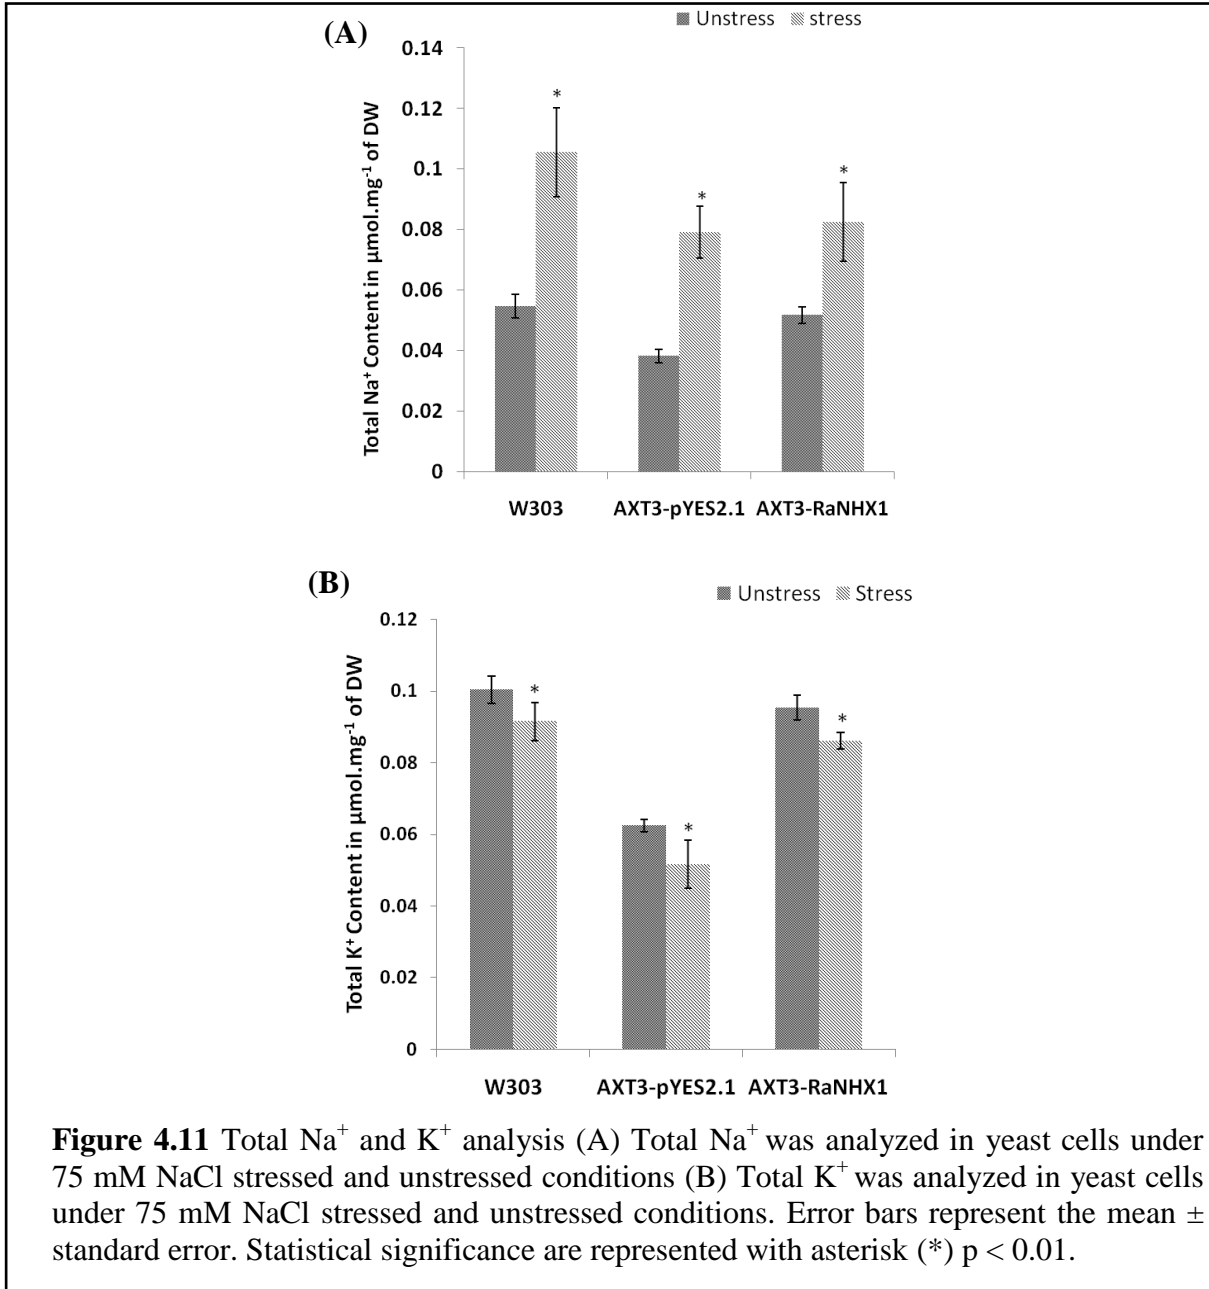 (A)
Unstress stress
Total Na⁺ Content in µmol.mg⁻¹ of DW
0.14
0.12
0.1
0.08
0.06
0.04
0.02
0
*
*
*
W303 AXT3-pYES2.1 AXT3-RaNHX1
(B)
Unstress Stress
Total K⁺ Content in µmol.mg⁻¹ of DW
0.12
0.1
0.08
0.06
0.04
0.02
0
*
*
*
W303 AXT3-pYES2.1 AXT3-RaNHX1
Figure 4.11 Total Na⁺ and K⁺ analysis (A) Total Na⁺ was analyzed in yeast cells under
75 mM NaCl stressed and unstressed conditions (B) Total K⁺ was analyzed in yeast cells
under 75 mM NaCl stressed and unstressed conditions. Error bars represent the mean ±
standard error. Statistical significance are represented with asterisk (*) p < 0.01.